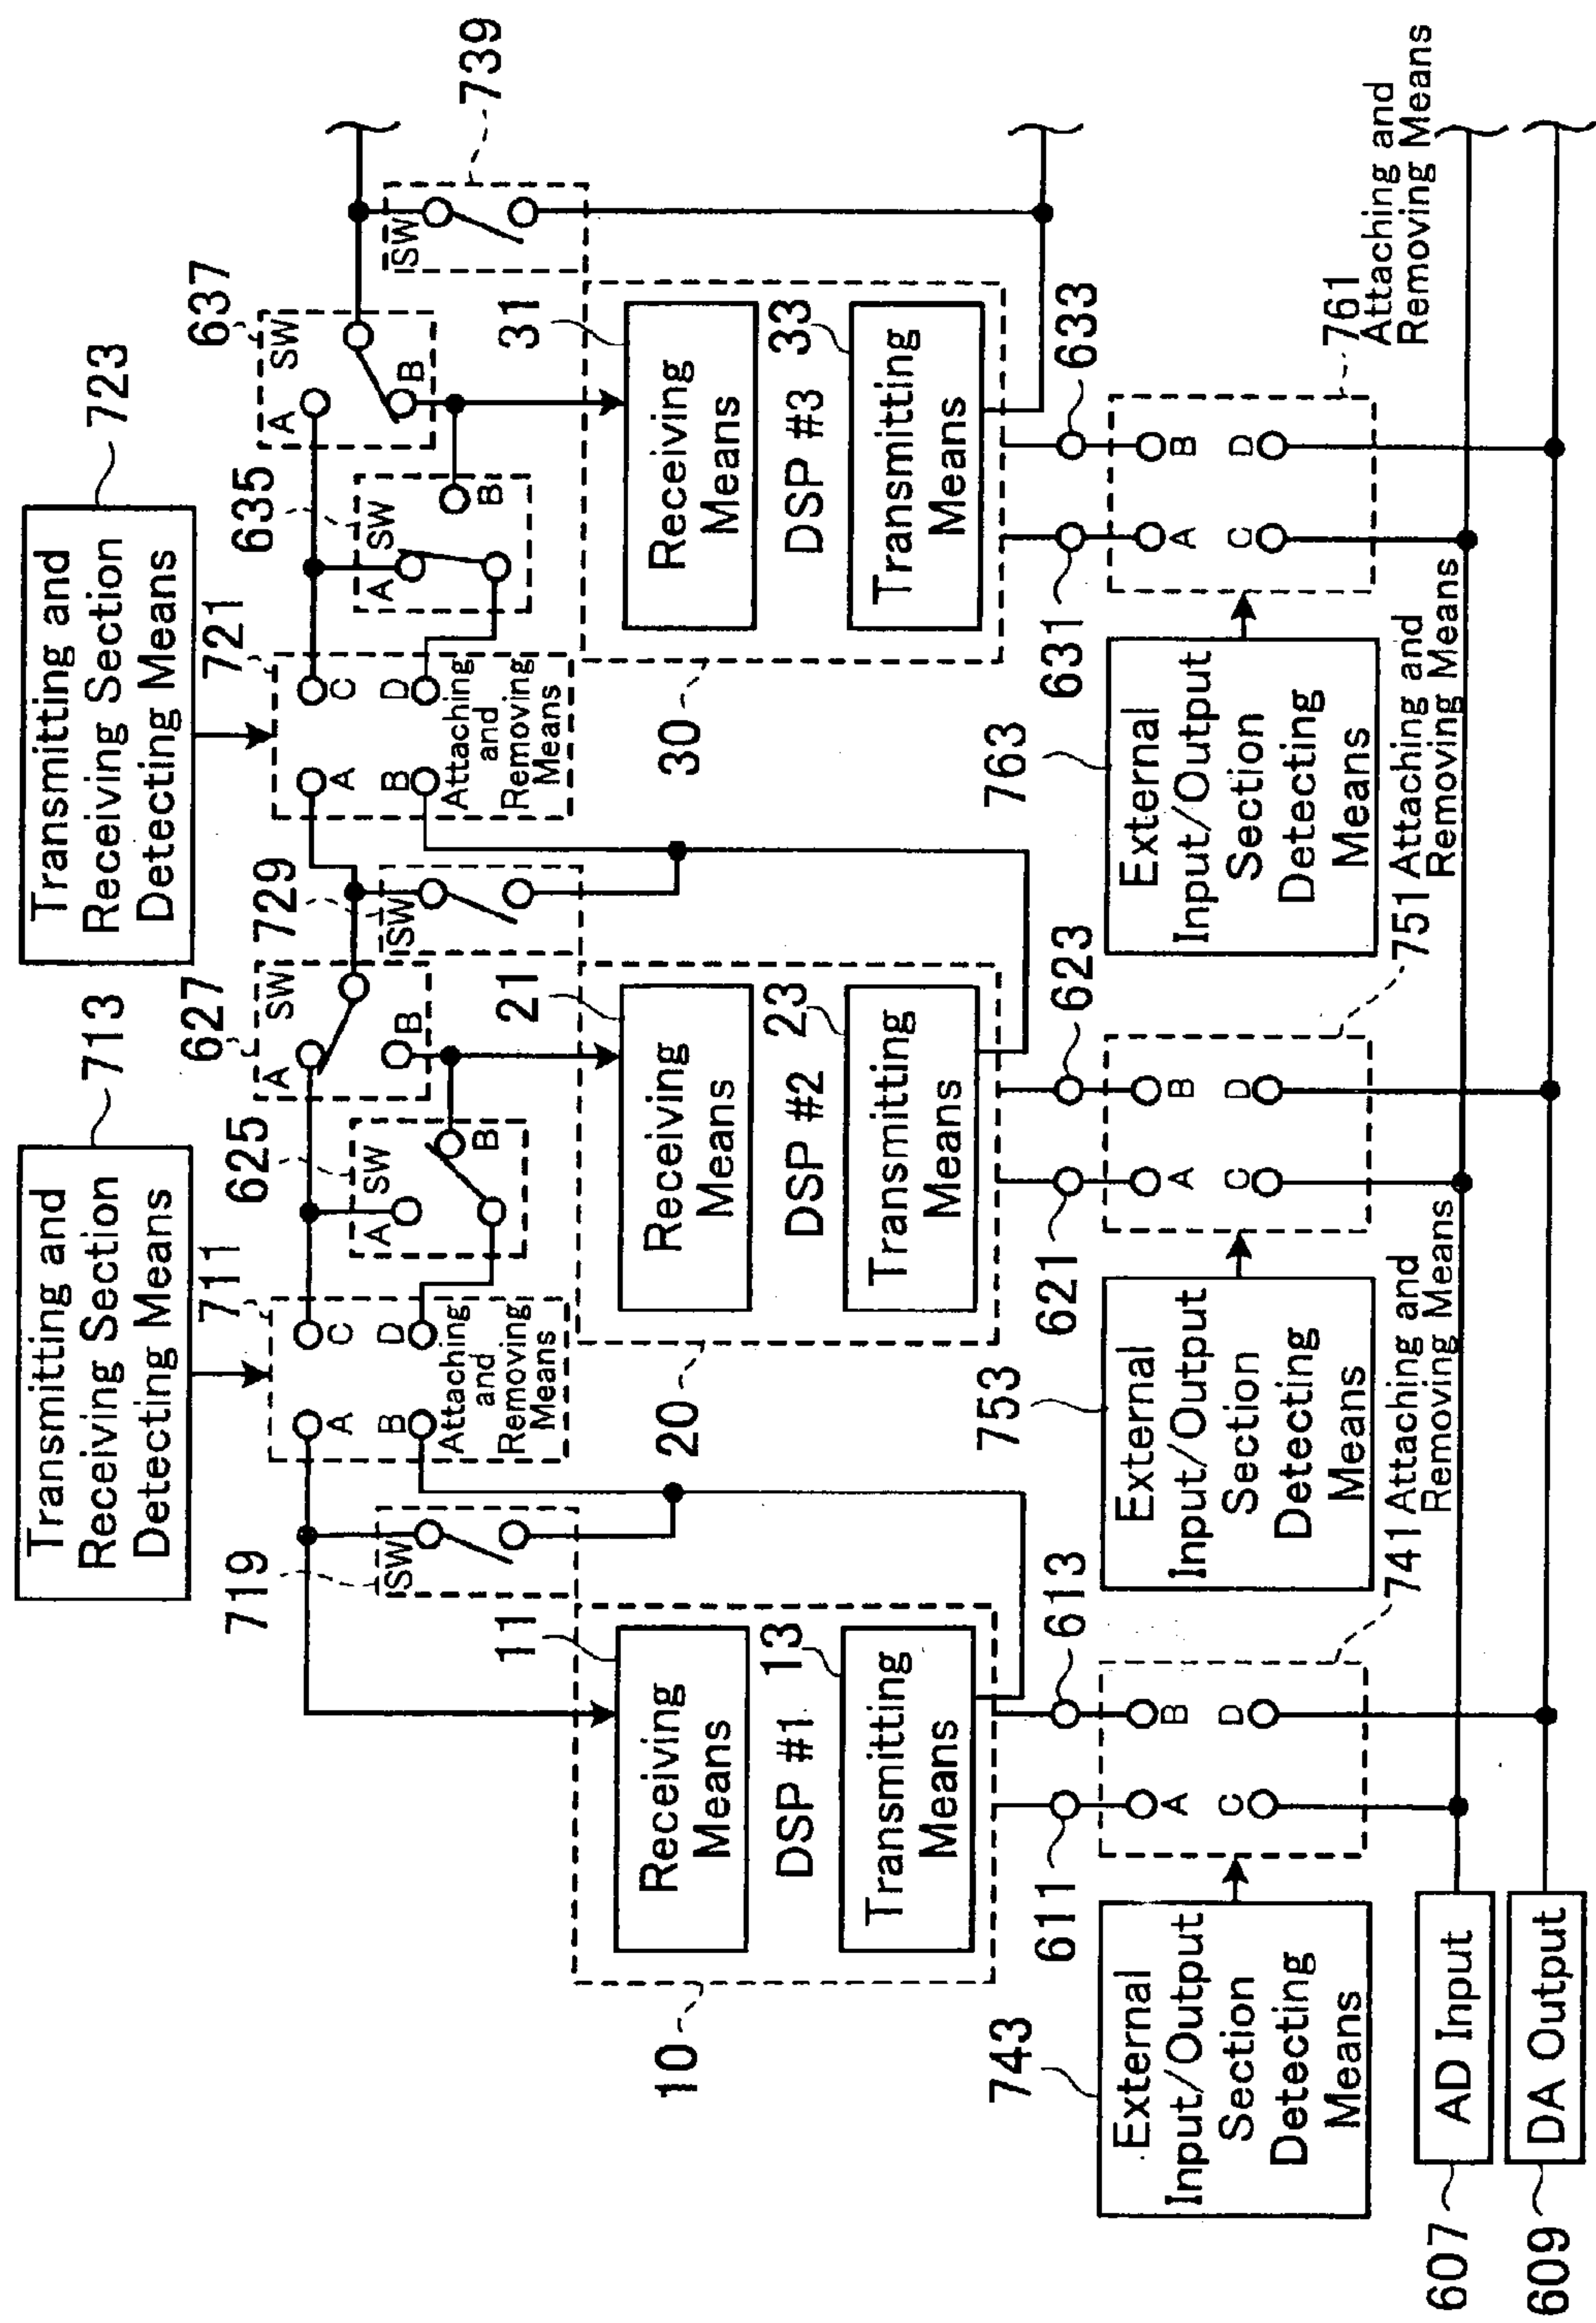 713
Transmitting and
Receiving Section
Detecting Means
723
Transmitting and
Receiving Section
Detecting Means
719
SW
711
A
B
C
D
Attaching
and
Removing
Means
625
SW
A
B
627
SW
A
B
729
SW
721
A
B
C
D
Attaching
and
Removing
Means
635
SW
A
B
637
SW
A
B
739
SW
10
11
Receiving
Means
DSP #1
13
Transmitting
Means
20
21
Receiving
Means
DSP #2
23
Transmitting
Means
30
31
Receiving
Means
DSP #3
33
Transmitting
Means
611
613
621
623
631
633
743
External
Input/Output
Section
Detecting
Means
A
B
C
D
741 Attaching and
Removing Means
753
External
Input/Output
Section
Detecting
Means
A
B
C
D
751 Attaching and
Removing Means
763
External
Input/Output
Section
Detecting
Means
A
B
C
D
761
Attaching and
Removing Means
607
AD Input
609
DA Output